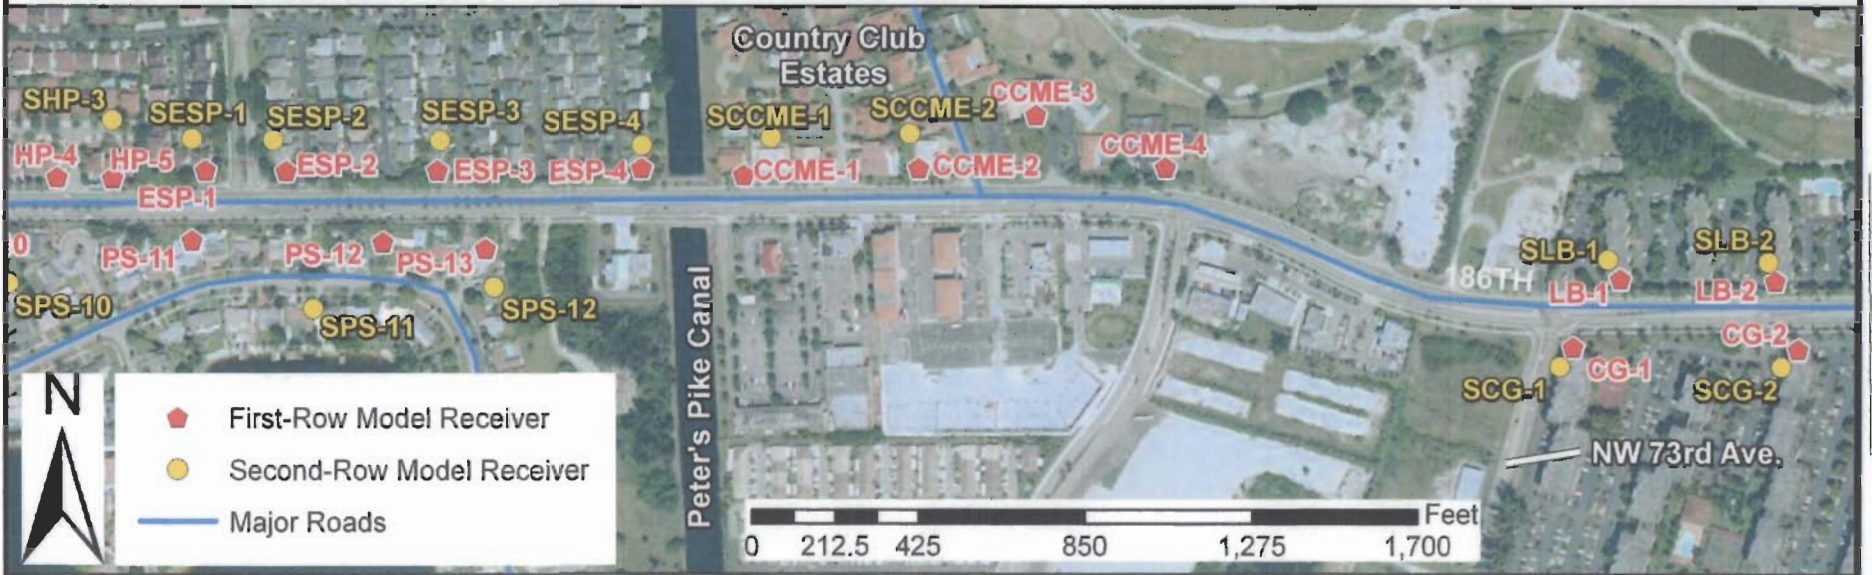 Country Club
Estates
SHP-3
SESP-1
SESP-2
SESP-3
SESP-4
SCCME-1
SCCME-2
CCME-3
HP-4
HP-5
ESP-1
ESP-2
ESP-3
ESP-4
CCME-1
CCME-2
CCME-4
0
PS-11
PS-12
PS-13
SPS-10
SPS-11
SPS-12
SLB-1
SLB-2
186TH
LB-1
LB-2
CG-2
CG-1
SCG-1
SCG-2
Peter's Pike Canal
NW 73rd Ave.
N
First-Row Model Receiver
Second-Row Model Receiver
Major Roads
Feet
0 212.5 425 850 1,275 1,700